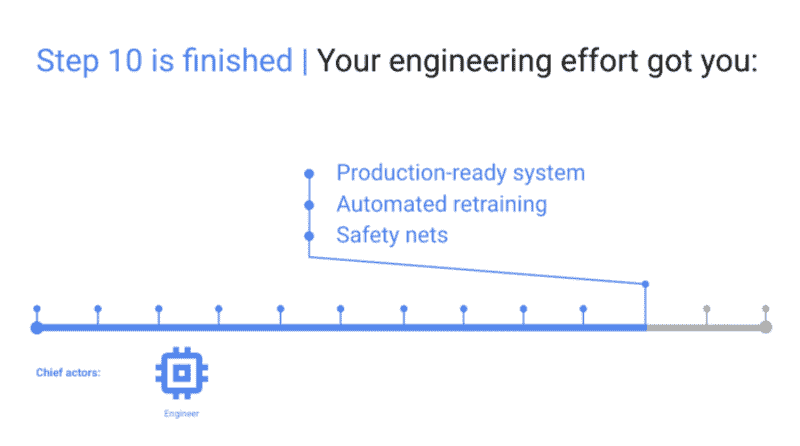 Step 10 is finished | Your engineering effort got you:
Production-ready system
Automated retraining
Safety nets
Chief actors:
Engineer